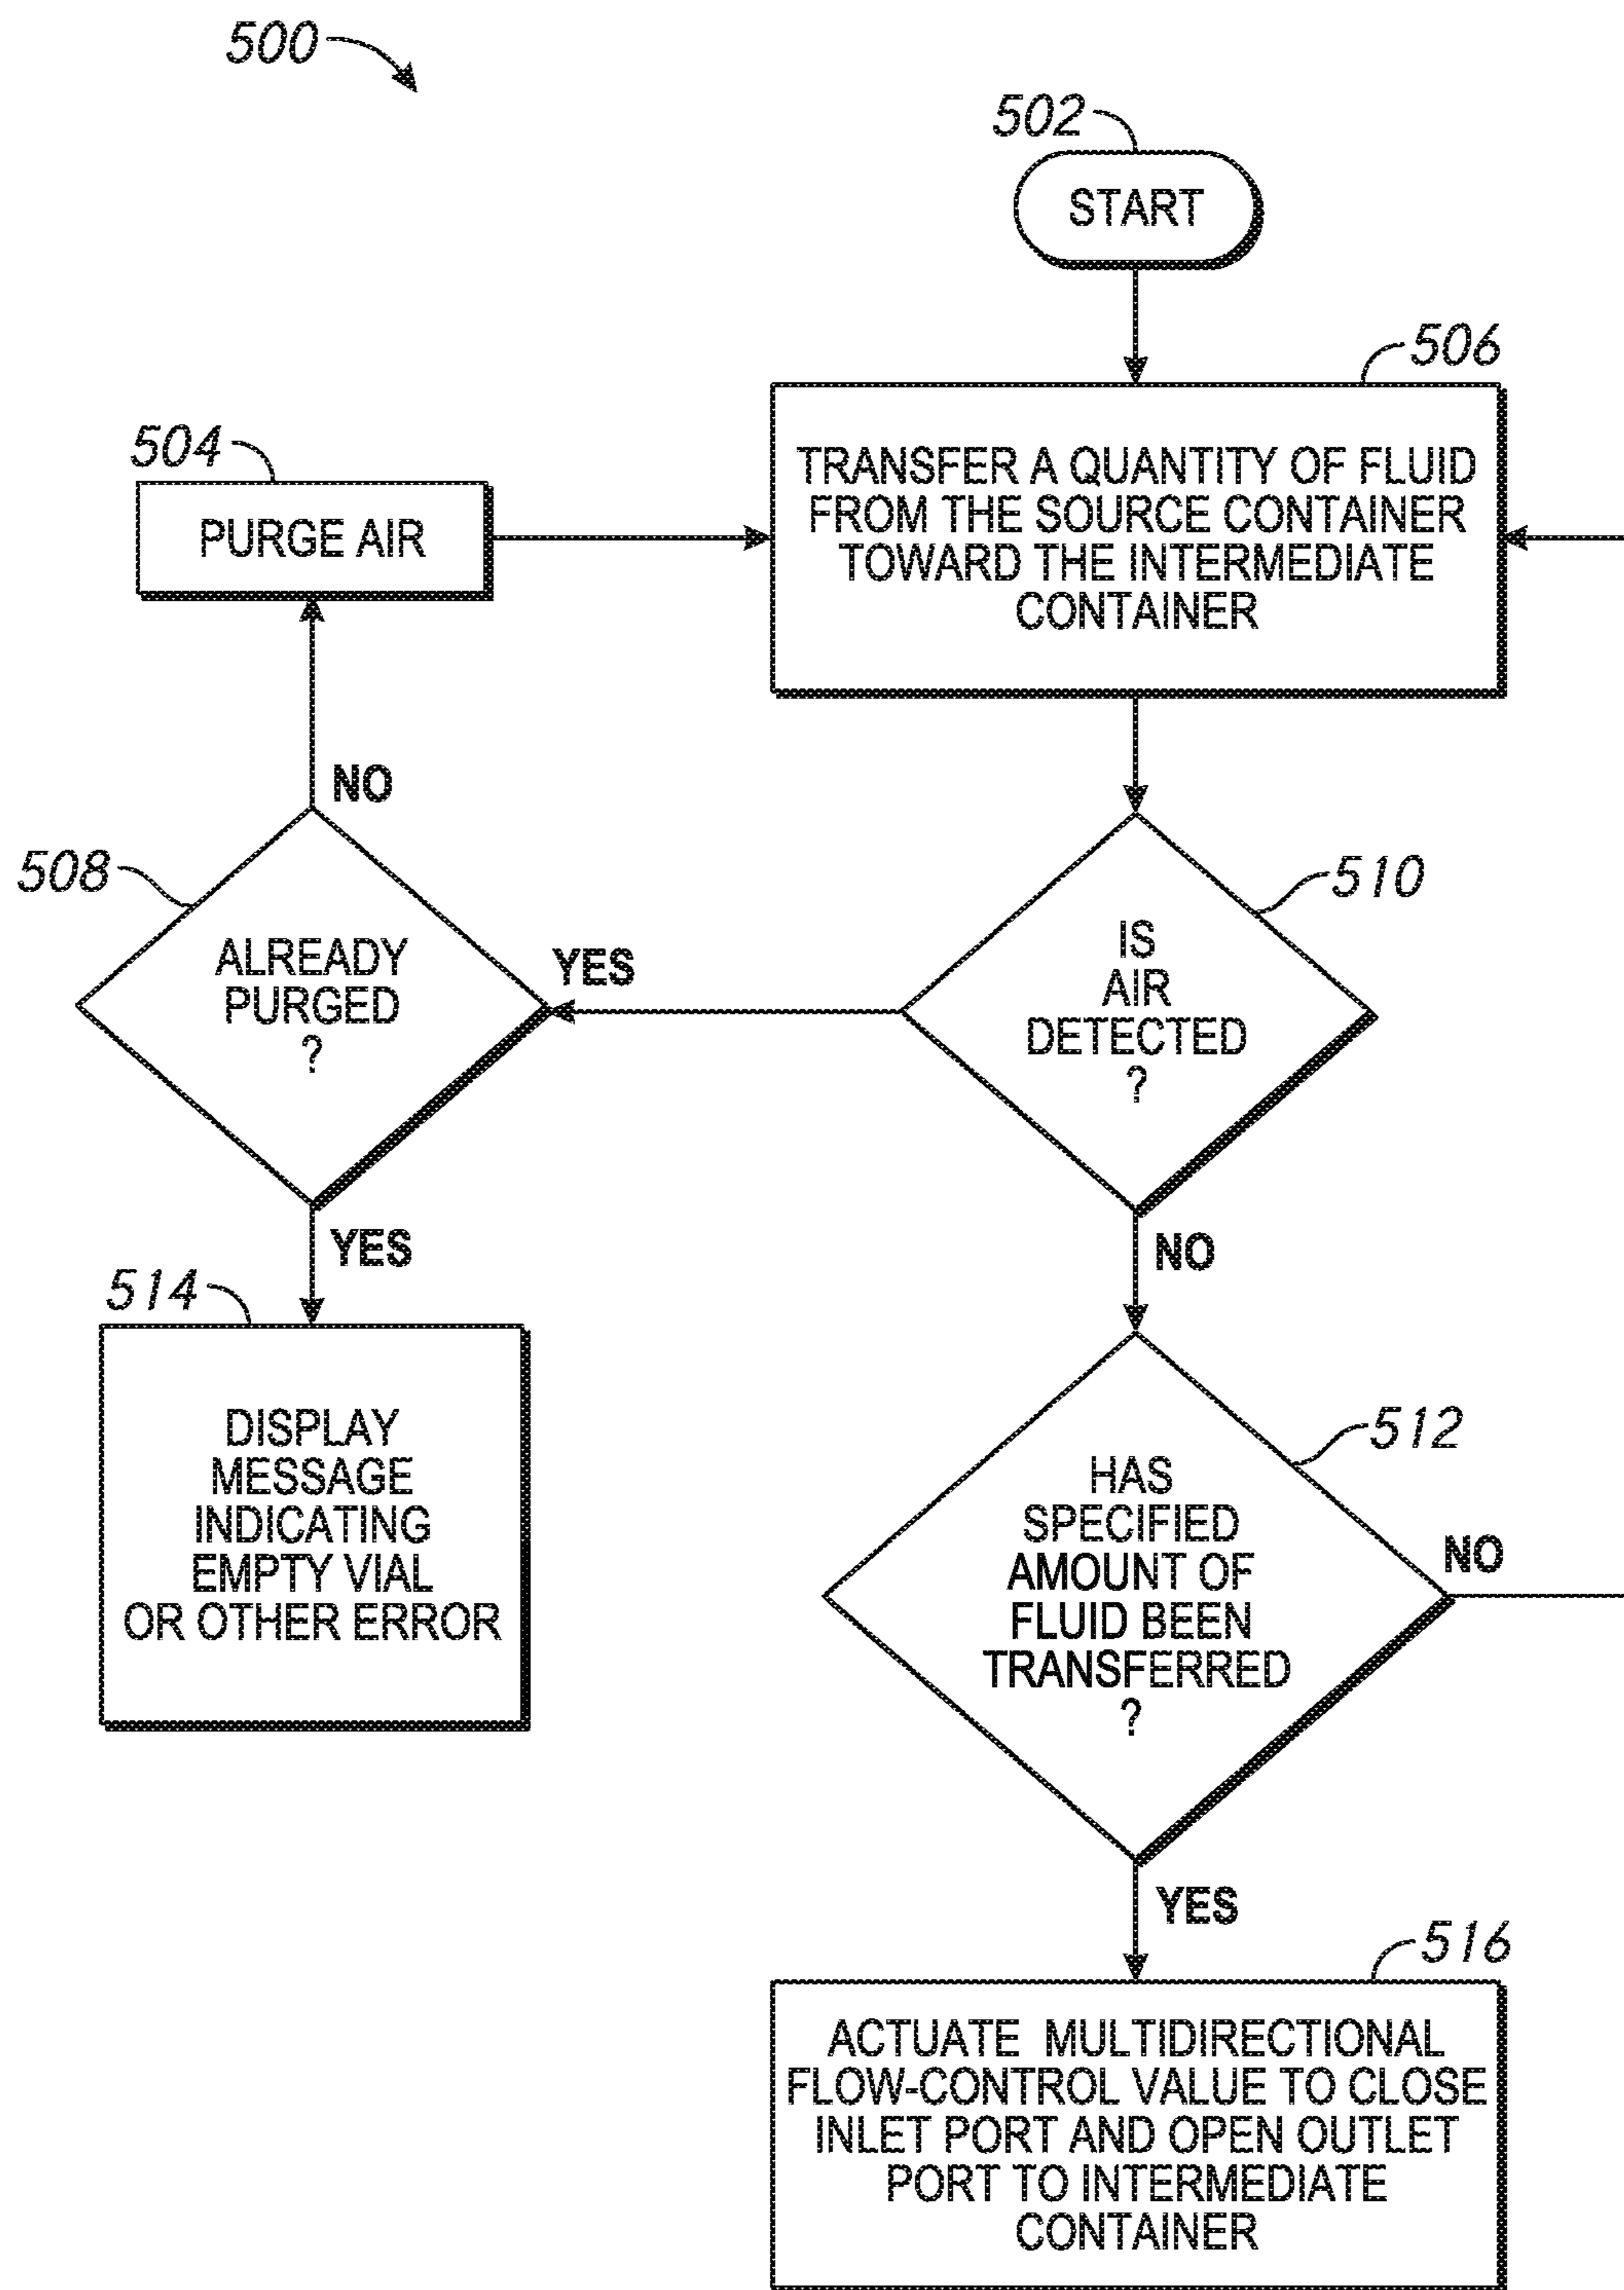 500
502
START
506
TRANSFER A QUANTITY OF FLUID
FROM THE SOURCE CONTAINER
TOWARD THE INTERMEDIATE
CONTAINER
504
PURGE AIR
NO
508
ALREADY
PURGED
?
YES
510
IS
AIR
DETECTED
?
YES
NO
514
DISPLAY
MESSAGE
INDICATING
EMPTY VIAL
OR OTHER ERROR
512
HAS
SPECIFIED
AMOUNT OF
FLUID BEEN
TRANSFERRED
?
NO
YES
516
ACTUATE MULTIDIRECTIONAL
FLOW-CONTROL VALUE TO CLOSE
INLET PORT AND OPEN OUTLET
PORT TO INTERMEDIATE
CONTAINER